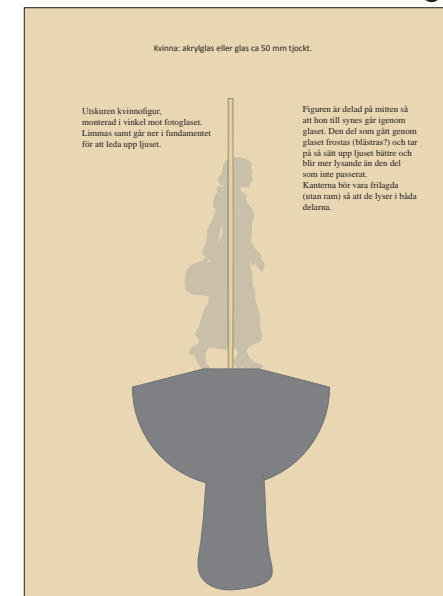 Kvinna: akrylglas eller glas ca 50 mm tjockt.
Utskuren kvinnofigur,
monterad i vinkel mot fotoglaset.
Limmas samt går ner i fundamentet
för att leda upp ljuset.
Figuren är delad på mitten så
att hon till synes går igenom
glaset. Den del som gått genom
glaset frostas (blästras?) och tar
på så sätt upp ljuset bättre och
blir mer lysande än den del
som inte passerat.
Kanterna bör vara frilagda
(utan ram) så att de lyser i båda
delarna.